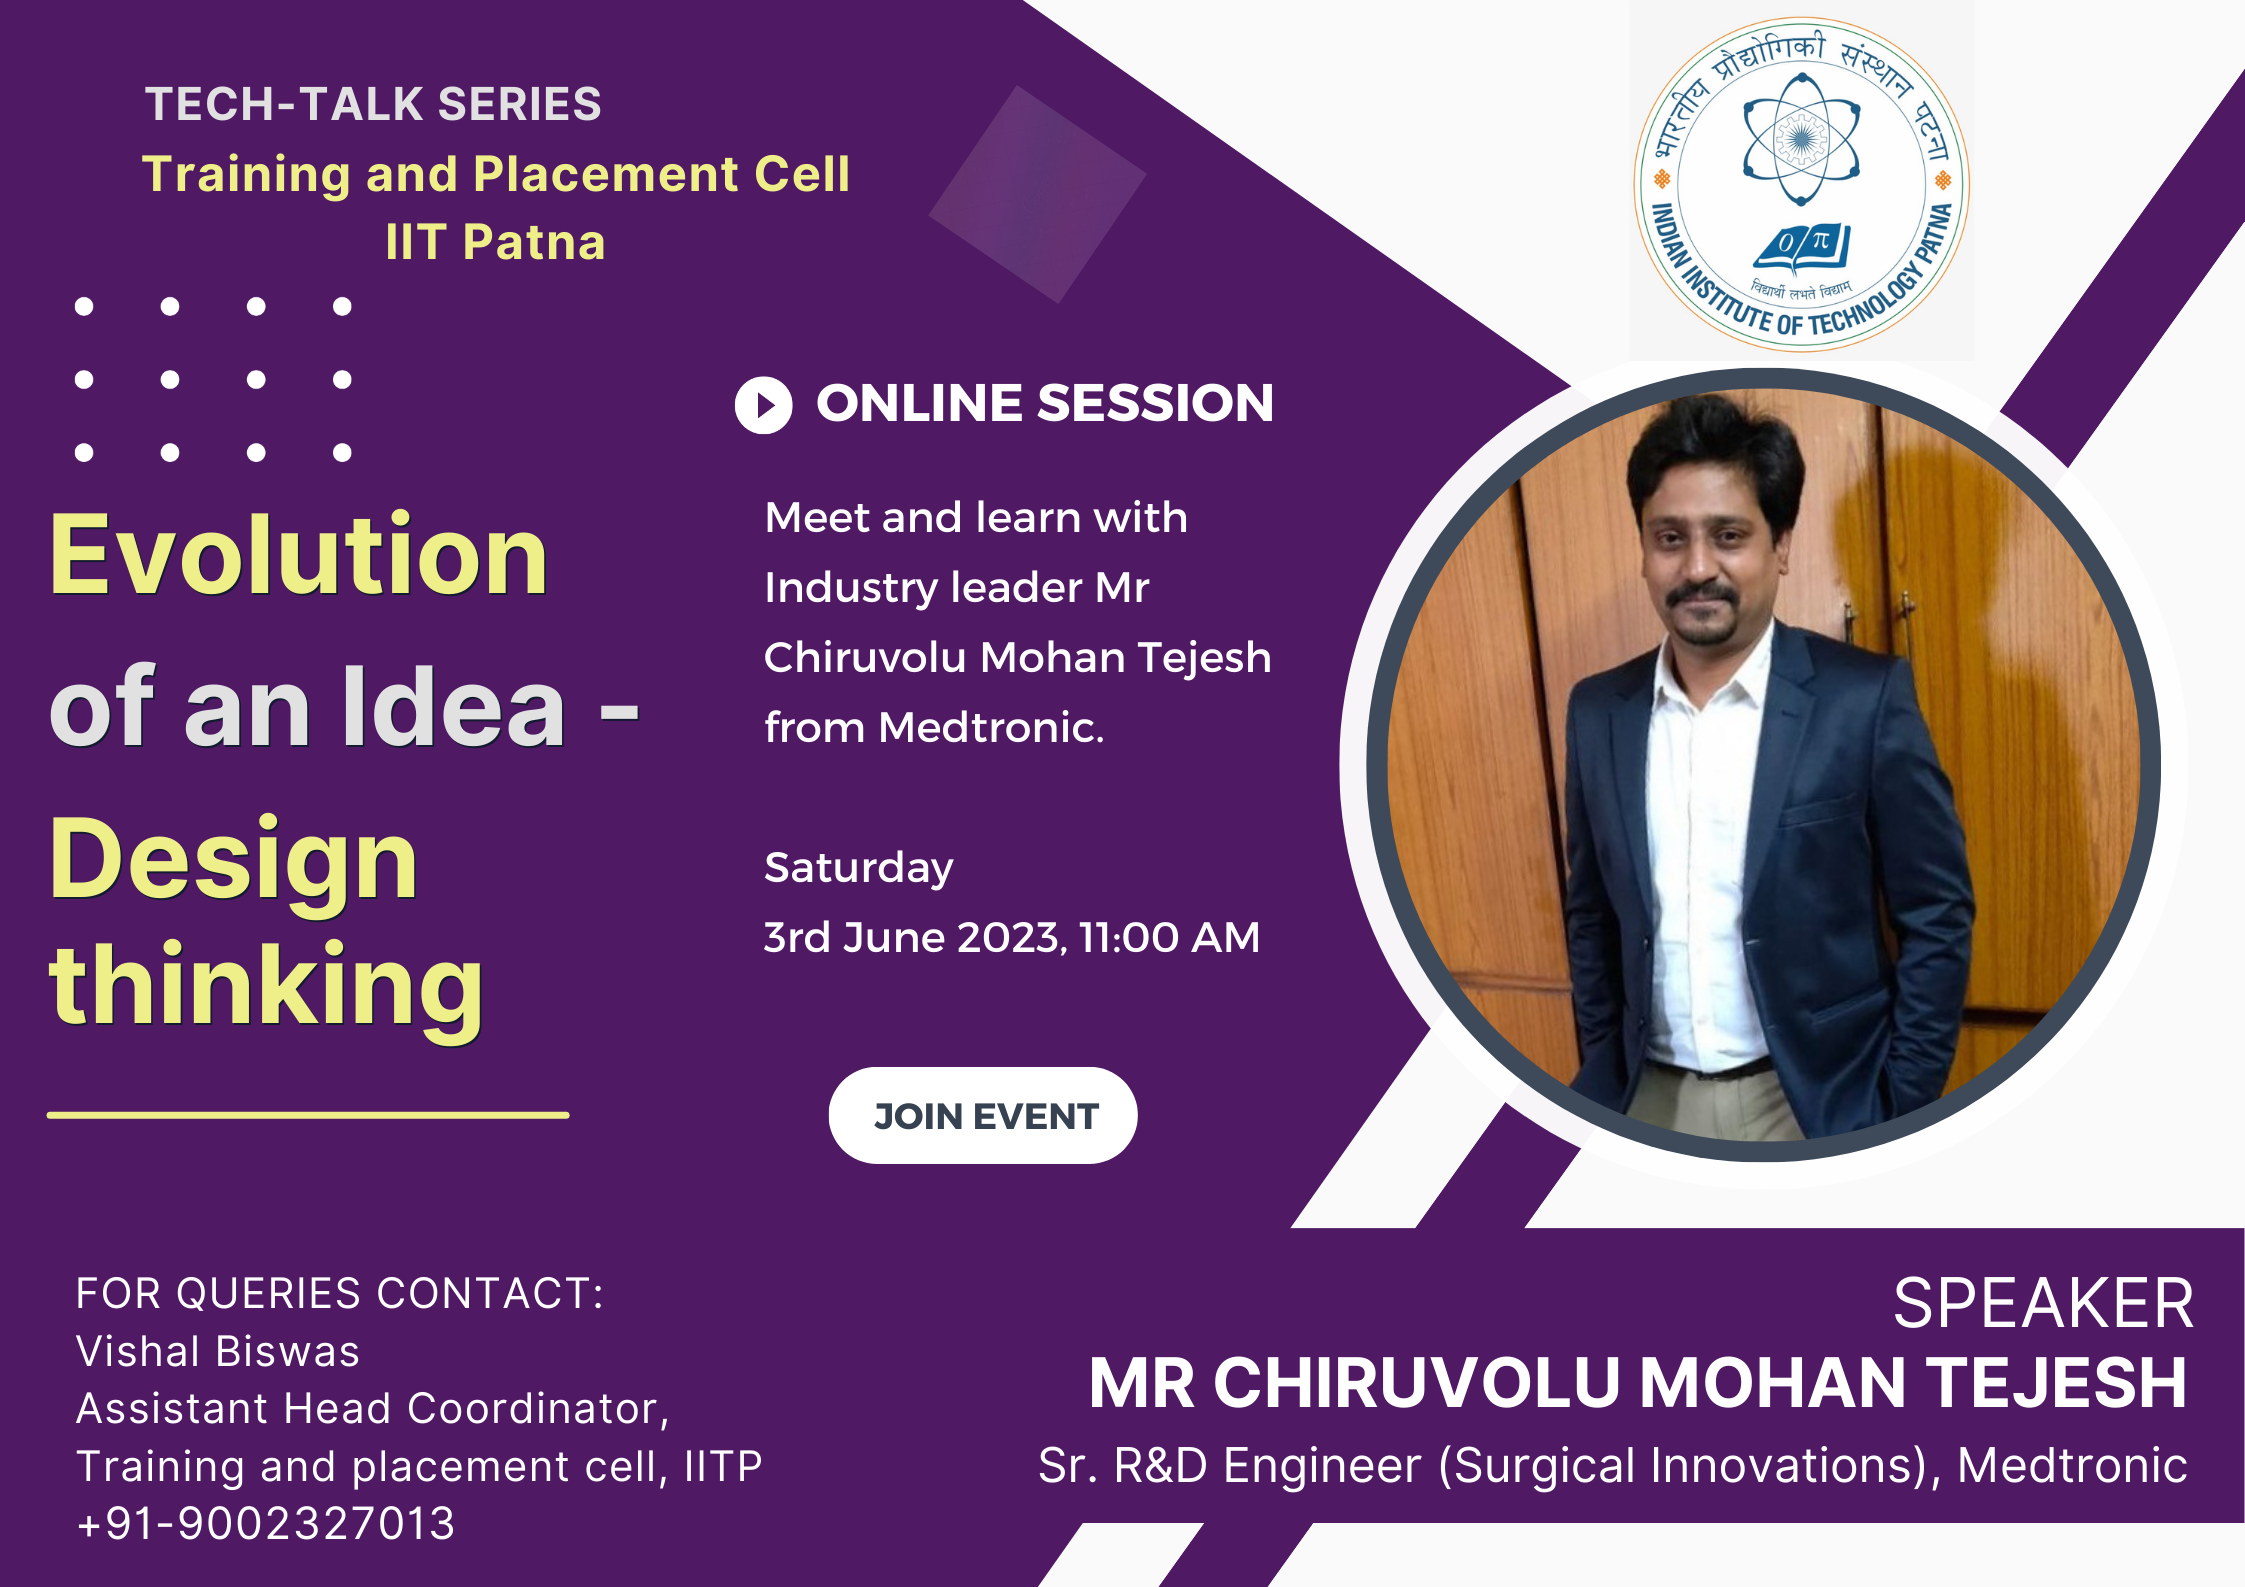 TECH-TALK SERIES
Training and Placement Cell
IIT Patna
भारतीय प्रौद्योगिकी संस्थान पटना
०/π
विद्यार्थी लभते विद्याम्
INDIAN INSTITUTE OF TECHNOLOGY PATNA
Evolution
of an Idea -
Design
thinking
ONLINE SESSION
Meet and learn with
Industry leader Mr
Chiruvolu Mohan Tejesh
from Medtronic.
Saturday
3rd June 2023, 11:00 AM
JOIN EVENT
FOR QUERIES CONTACT:
Vishal Biswas
Assistant Head Coordinator,
Training and placement cell, IITP
+91-9002327013
SPEAKER
MR CHIRUVOLU MOHAN TEJESH
Sr. R&D Engineer (Surgical Innovations), Medtronic